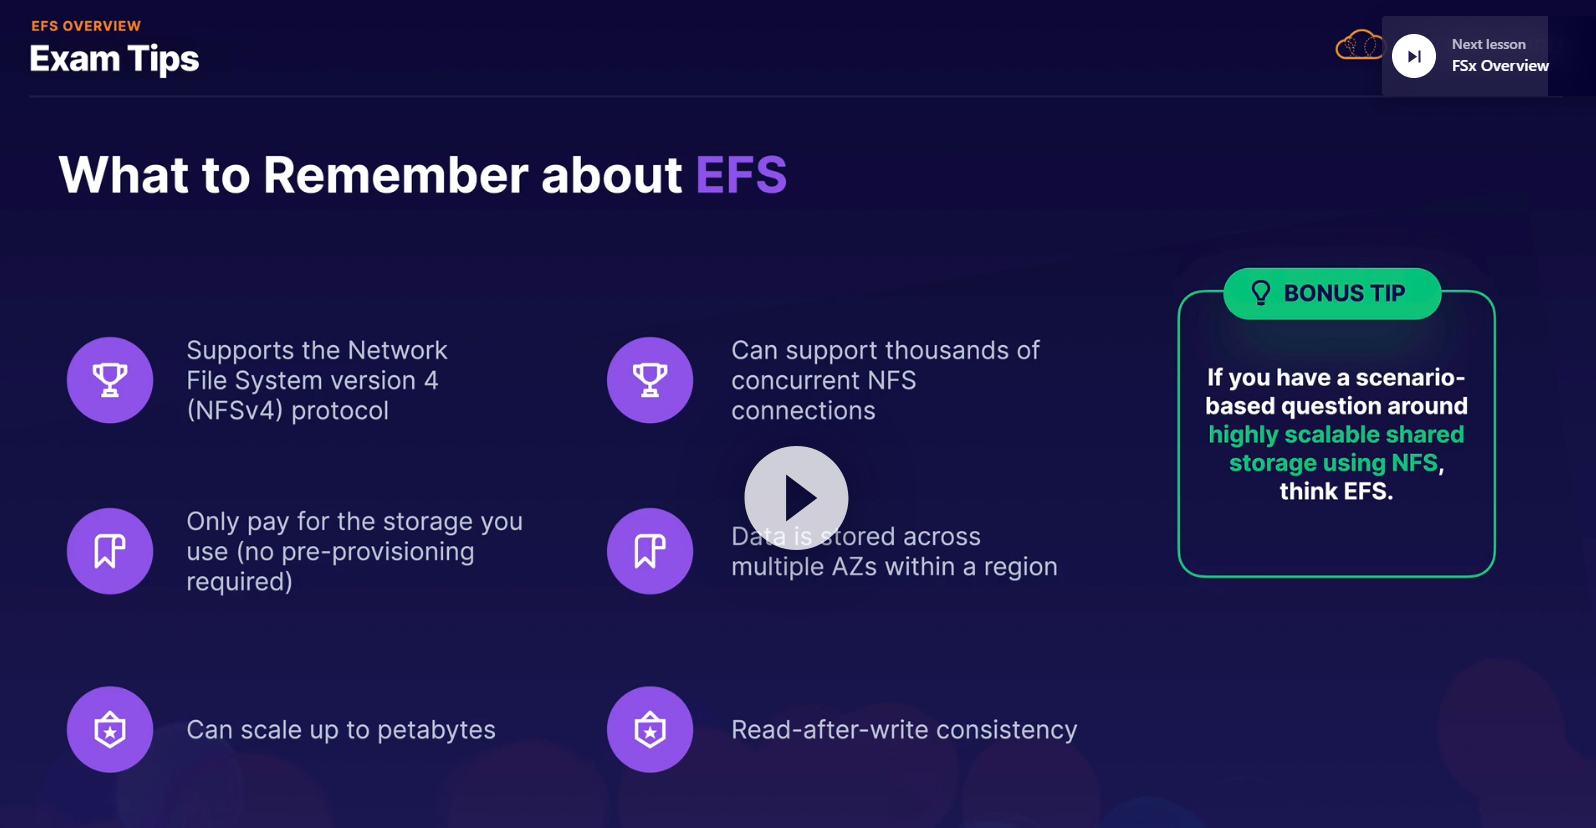 EFS OVERVIEW
Exam Tips
Next lesson
FSx Overview
What to Remember about EFS
Supports the Network
File System version 4
(NFSv4) protocol
Can support thousands of
concurrent NFS
connections
Only pay for the storage you
use (no pre-provisioning
required)
Data is stored across
multiple AZs within a region
Can scale up to petabytes
Read-after-write consistency
BONUS TIP
If you have a scenario-
based question around
highly scalable shared
storage using NFS,
think EFS.